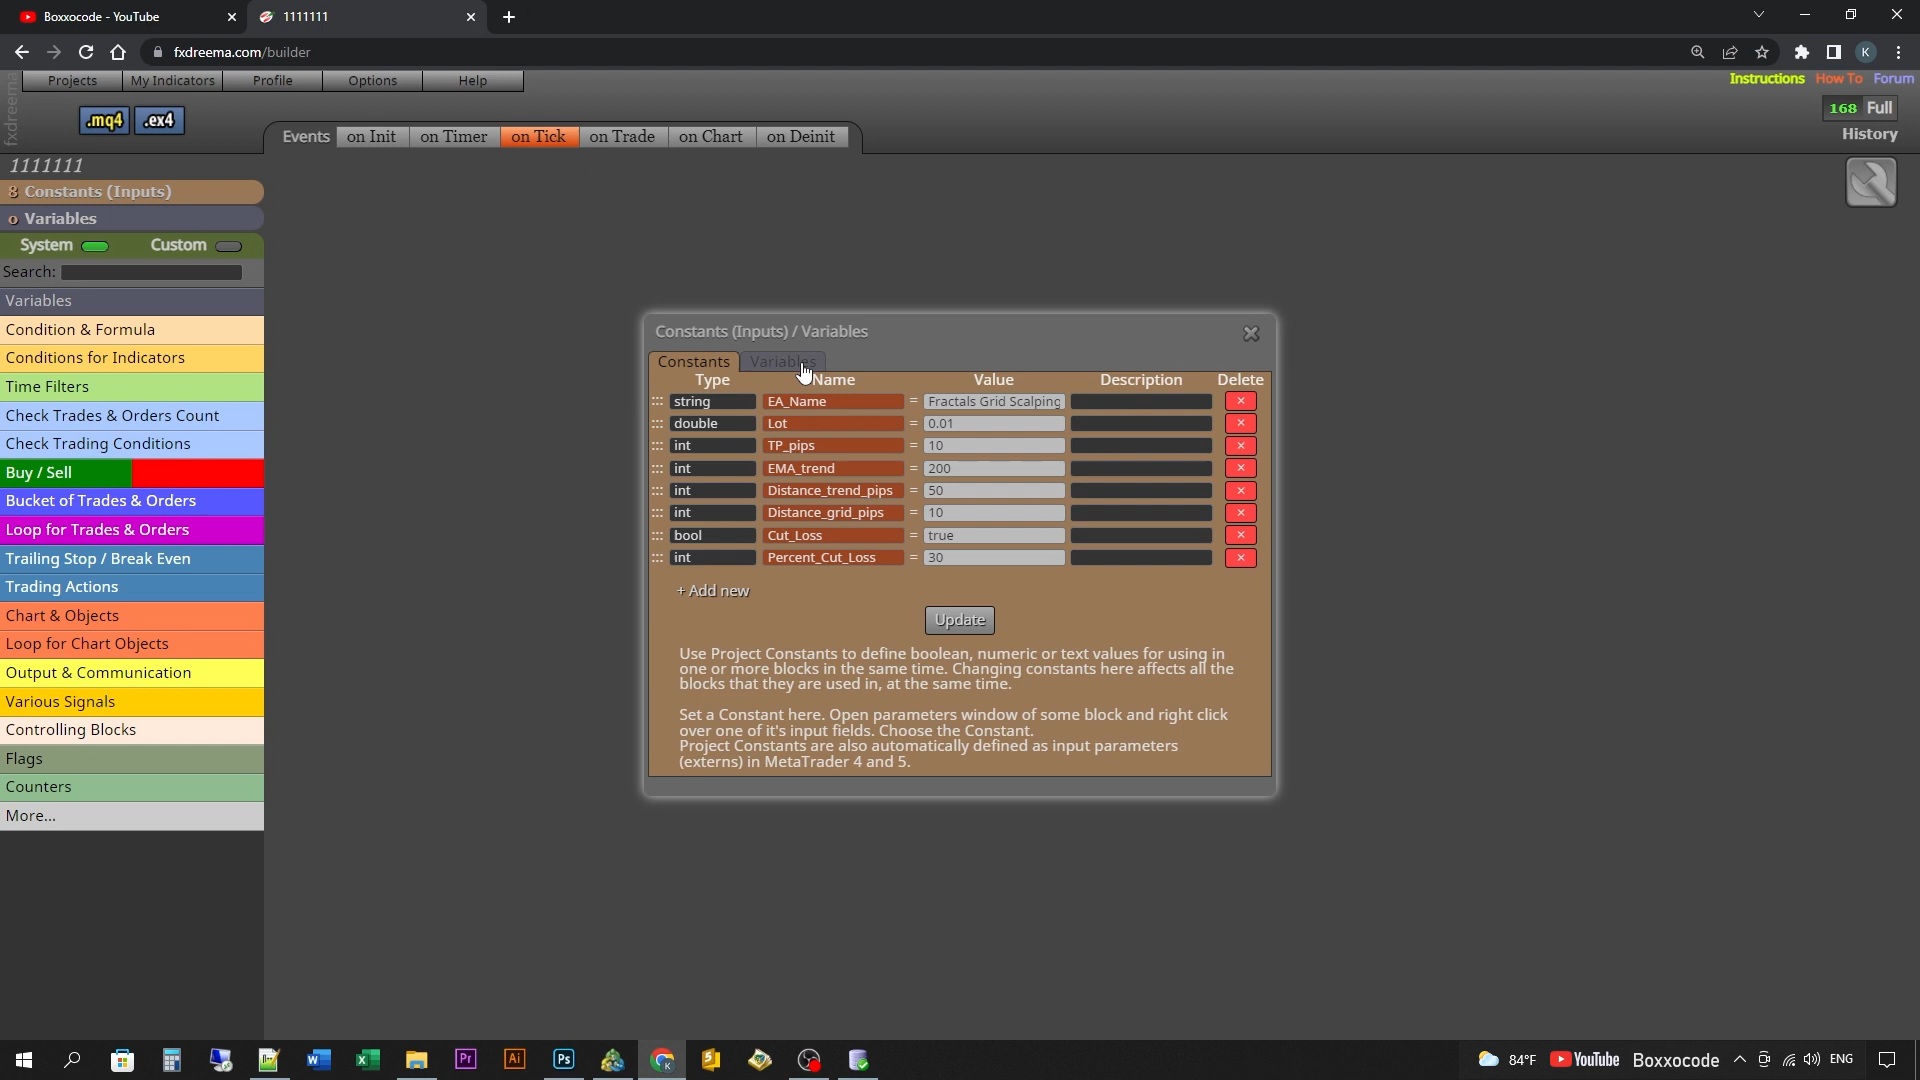 Boxxocode - YouTube
1111111
fxdreema.com/builder
K
Projects
My Indicators
Profile
Options
Help
Instructions How To Forum
fxdreema
.mq4 .ex4
168 Full
History
Events on Init on Timer on Tick on Trade on Chart on Deinit
1111111
8 Constants (Inputs)
0 Variables
System Custom
Search:
Variables
Condition & Formula
Conditions for Indicators
Time Filters
Check Trades & Orders Count
Check Trading Conditions
Buy / Sell
Bucket of Trades & Orders
Loop for Trades & Orders
Trailing Stop / Break Even
Trading Actions
Chart & Objects
Loop for Chart Objects
Output & Communication
Various Signals
Controlling Blocks
Flags
Counters
More...
Constants (Inputs) / Variables
Constants Variables
Type Name Value Description Delete
string EA_Name = Fractals Grid Scalping
double Lot = 0.01
int TP_pips = 10
int EMA_trend = 200
int Distance_trend_pips = 50
int Distance_grid_pips = 10
bool Cut_Loss = true
int Percent_Cut_Loss = 30
+ Add new
Update
Use Project Constants to define boolean, numeric or text values for using in
one or more blocks in the same time. Changing constants here affects all the
blocks that they are used in, at the same time.
Set a Constant here. Open parameters window of some block and right click
over one of it's input fields. Choose the Constant.
Project Constants are also automatically defined as input parameters
(externs) in MetaTrader 4 and 5.
84°F YouTube Boxxocode ENG